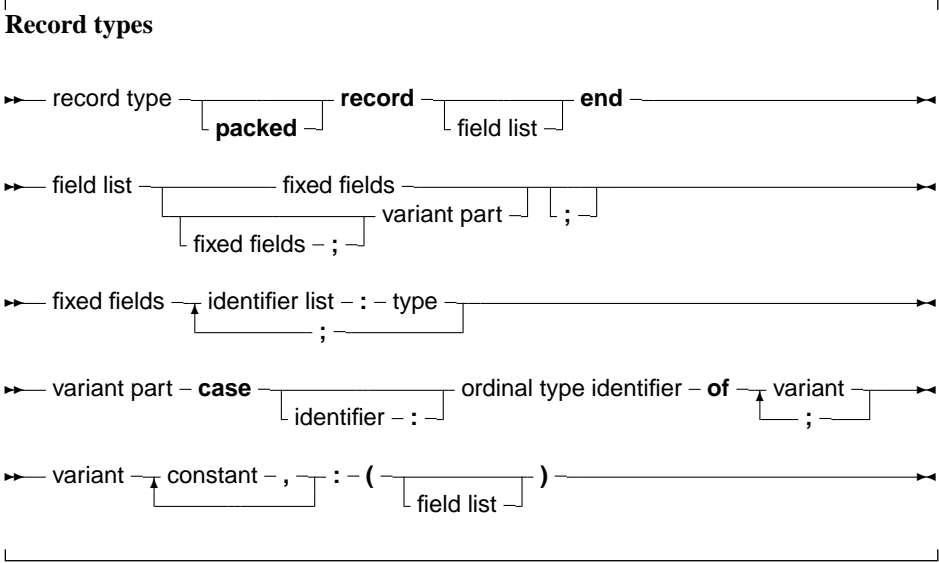 Record types
record type record end
packed field list
field list fixed fields
variant part ;
fixed fields – ;
fixed fields identifier list – : – type
;
variant part – case ordinal type identifier – of variant
identifier – : ;
variant constant – , : – ( )
field list